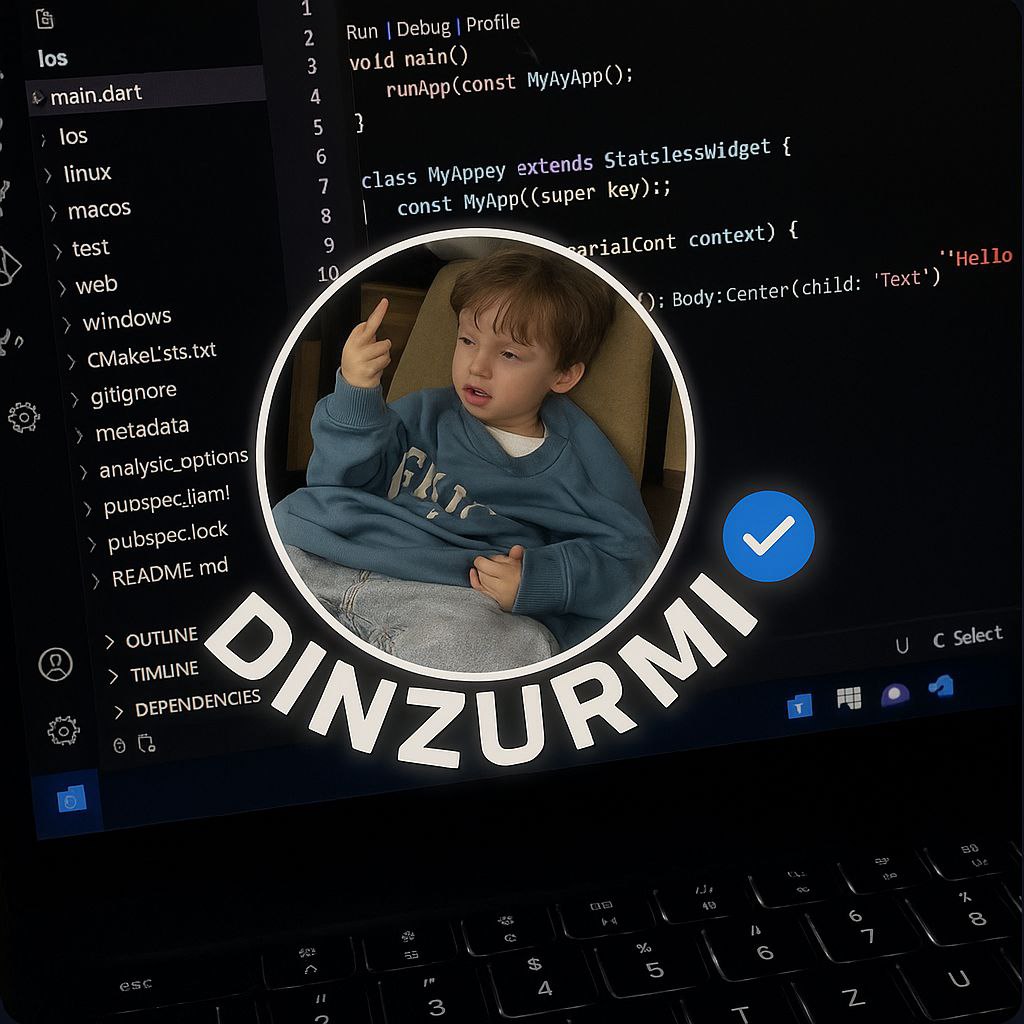 los
main.dart
los
linux
macos
test
web
windows
CMakeL'sts.txt
gitignore
metadata
analysic_options
pubspec.lock
README md
OUTLINE
TIMLINE
DEPENDENCIES
1
2
3
4
5
6
7
8
9
10
Run | Debug | Profile
void nain()
runApp(const MyAyApp();
}
class MyAppey extends StatslessWidget {
const MyApp((super key):;
context) {
''Hello
); Body:Center(child: 'Text')
DINZURMI
C Select
esc
$ 4
% 5
6
6 7
% 8
2
3
T
Z
U